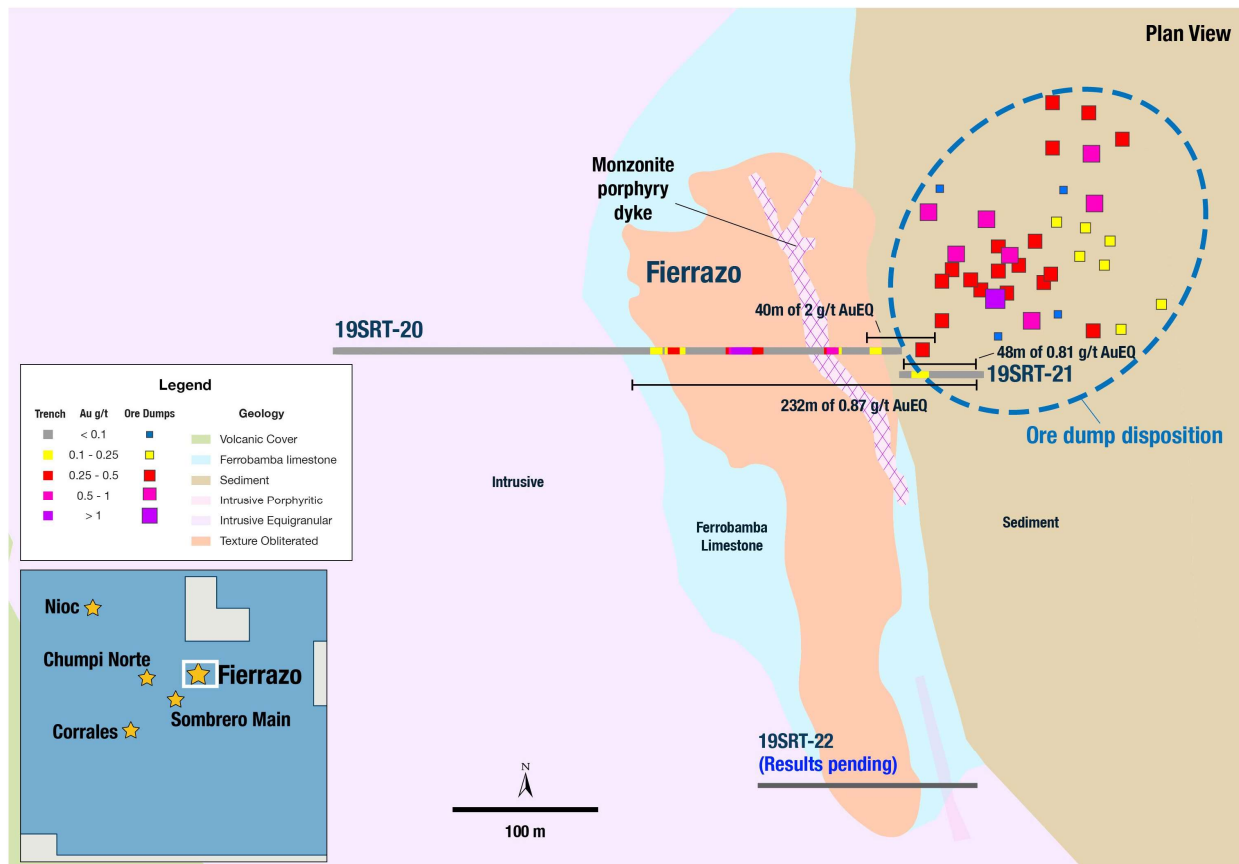 Plan View
Monzonite
porphyry
dyke
Fierrazo
40m of 2 g/t AuEQ
19SRT-20
48m of 0.81 g/t AuEQ
19SRT-21
232m of 0.87 g/t AuEQ
Ore dump disposition
Legend
Trench Au g/t Ore Dumps Geology
< 0.1 Volcanic Cover
0.1 - 0.25 Ferrobamba limestone
0.25 - 0.5 Sediment
0.5 - 1 Intrusive Porphyritic
> 1 Intrusive Equigranular
Texture Obliterated
Intrusive
Ferrobamba
Limestone
Sediment
Nioc
Chumpi Norte
Fierrazo
Sombrero Main
Corrales
19SRT-22
(Results pending)
N
100 m